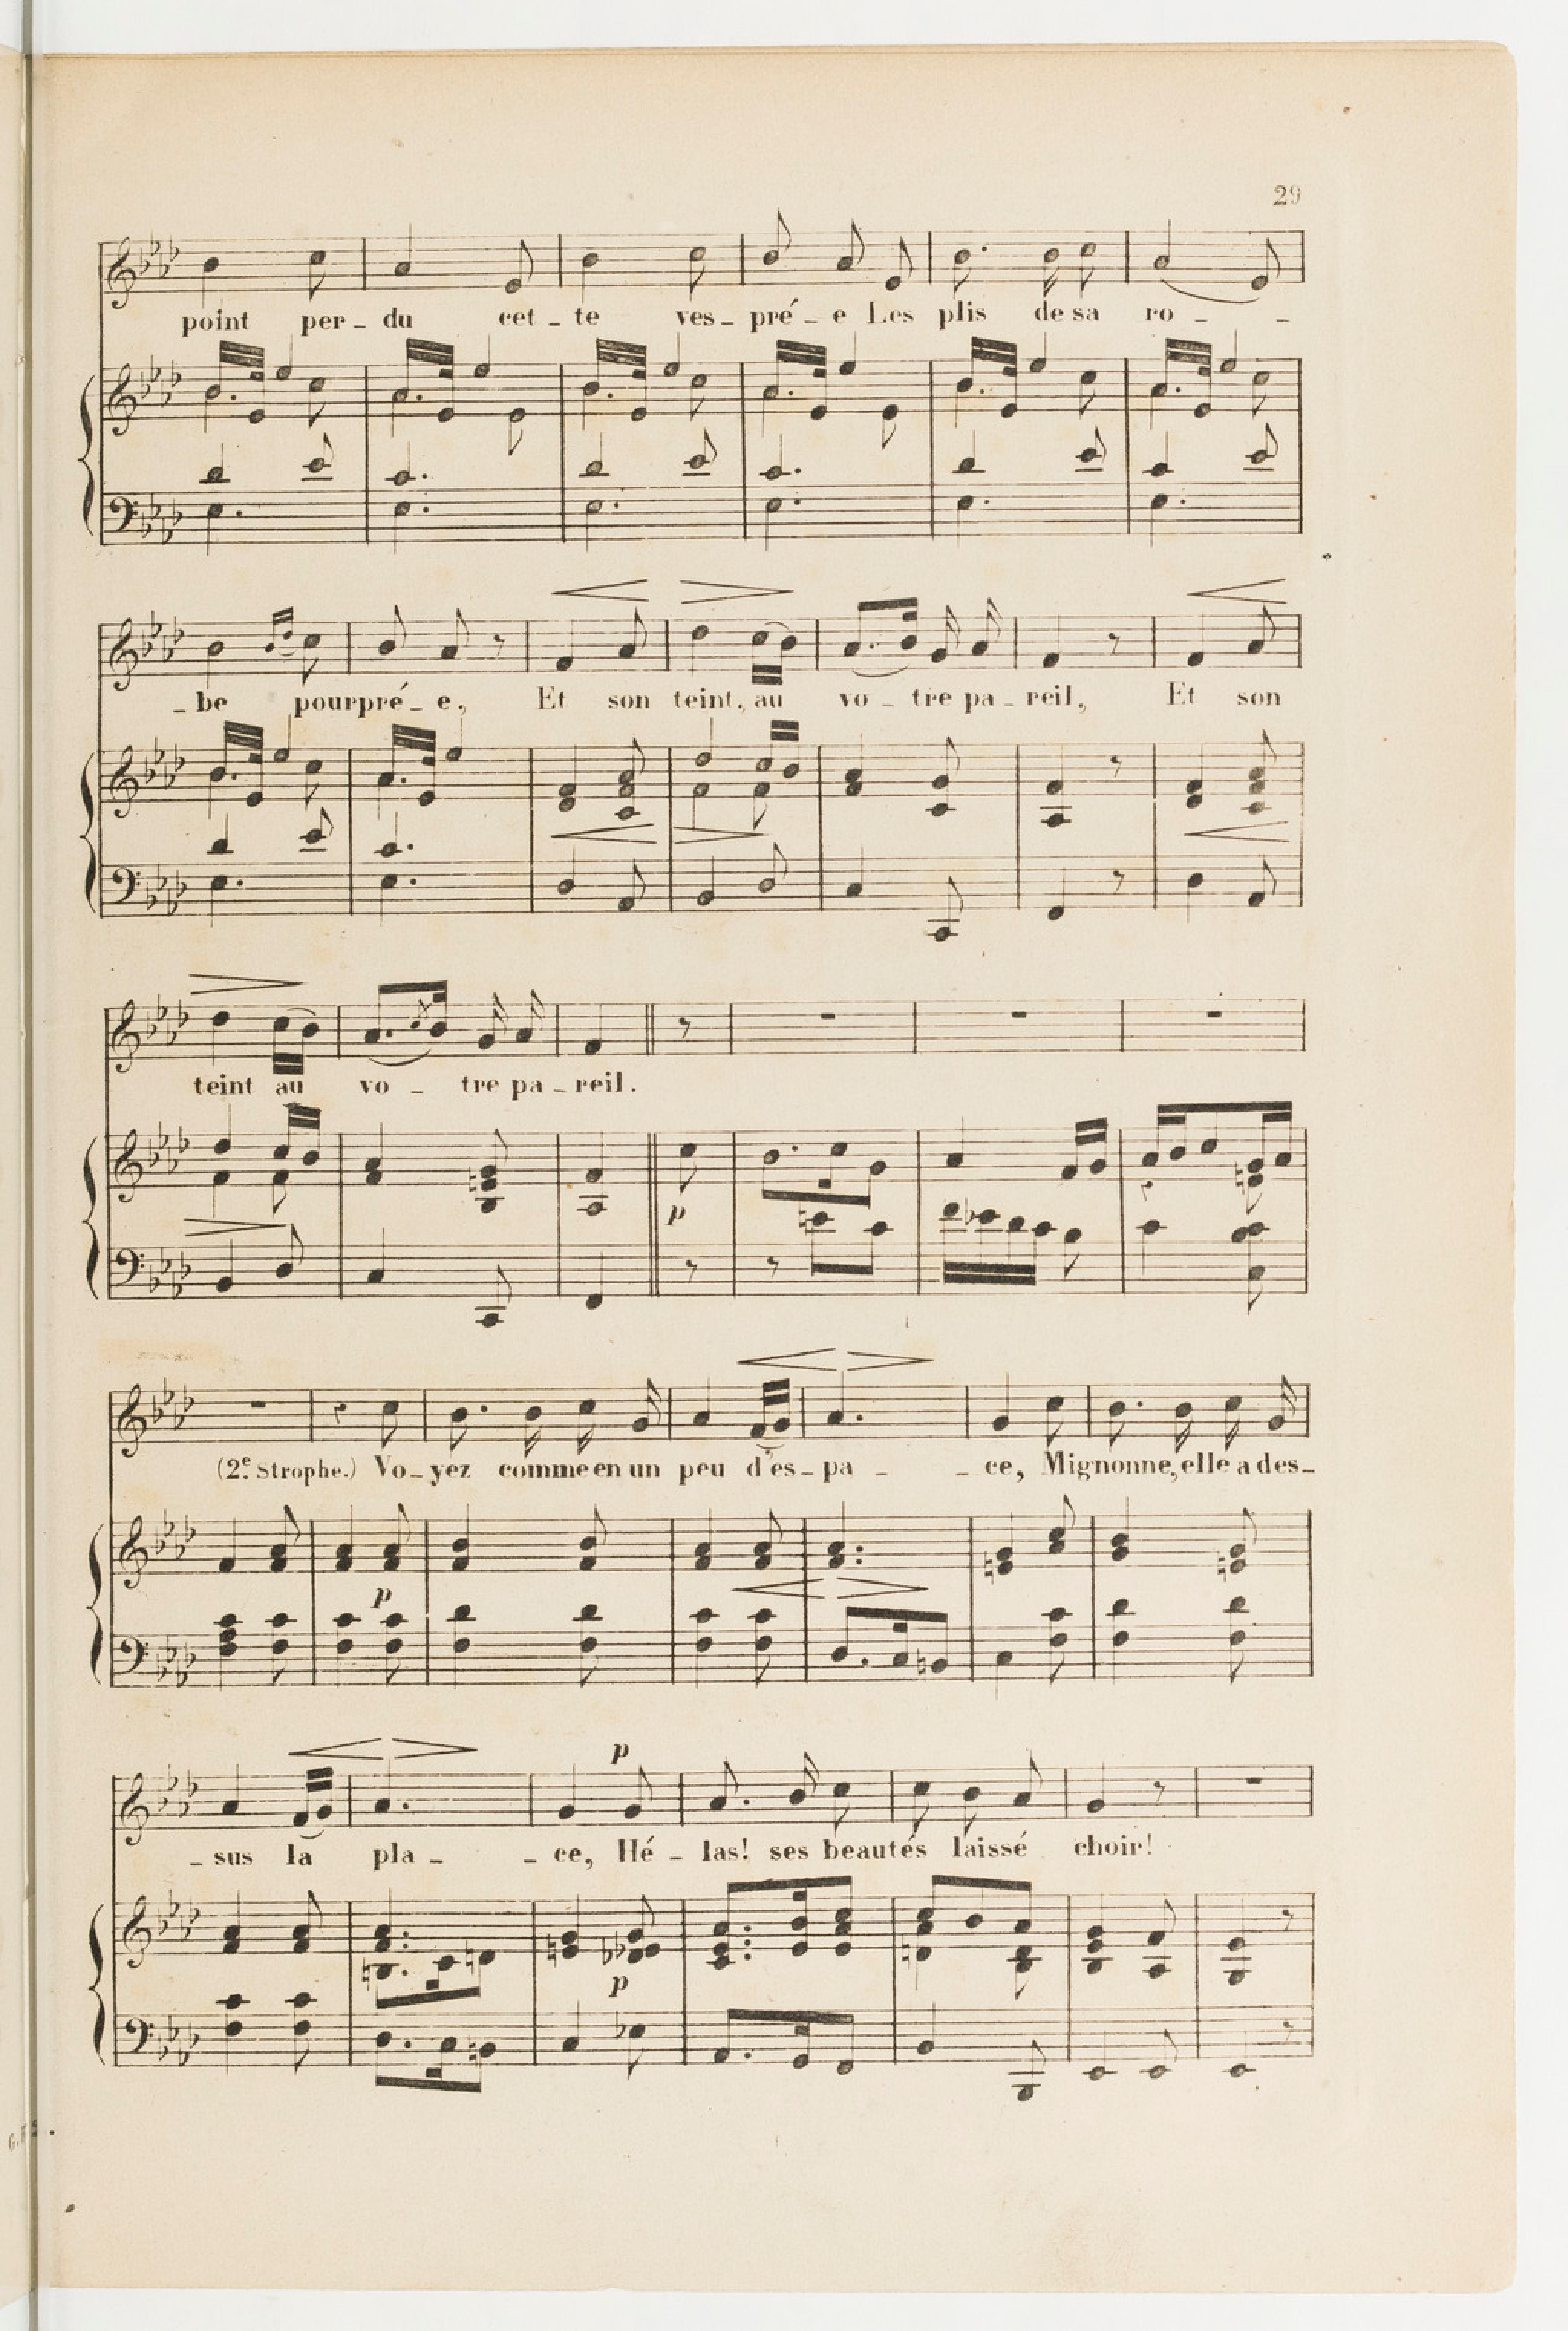 29
point per_du cet_te ves_pré_e Les plis de sa ro_ _
_be pourpré_e, Et son teint, au vo_tre pa_reil, Et son
teint au vo_tre pa_reil.
p
(2e. Strophe.) Vo_yez comme en un peu d'es_pa_ _ce, Mignonne, elle a des_
p
p
_sus la pla_ _ce, Hé_las! ses beautés laissé choir!
p